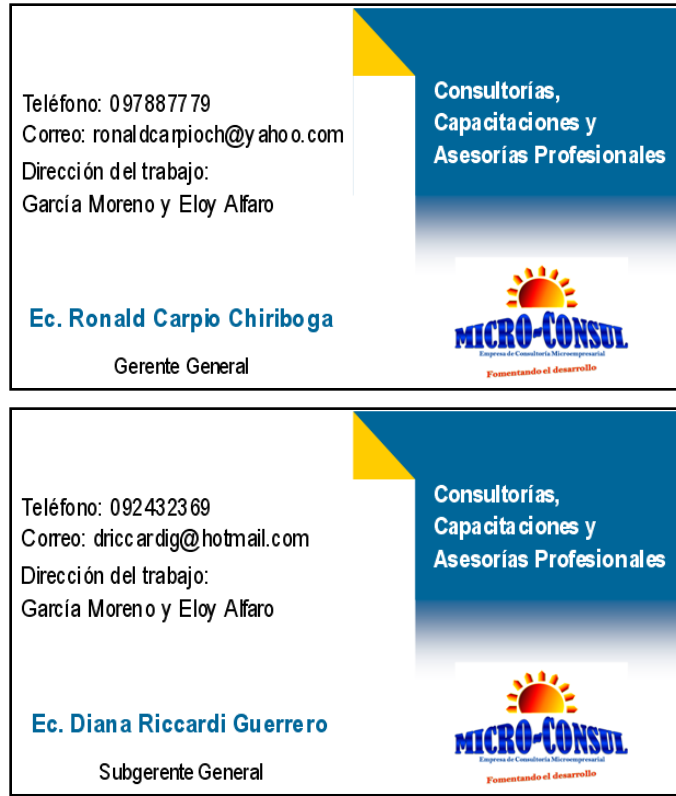 Teléfono: 097887779
Correo: ronaldcarpioch@yahoo.com
Dirección del trabajo:
García Moreno y Eloy Alfaro
Ec. Ronald Carpio Chiriboga
Gerente General
Consultorías,
Capacitaciones y
Asesorías Profesionales
MICRO-CONSUL
Empresa de Consultoría Microempresarial
Fomentando el desarrollo
Teléfono: 092432369
Correo: driccardig@hotmail.com
Dirección del trabajo:
García Moreno y Eloy Alfaro
Ec. Diana Riccardi Guerrero
Subgerente General
Consultorías,
Capacitaciones y
Asesorías Profesionales
MICRO-CONSUL
Empresa de Consultoría Microempresarial
Fomentando el desarrollo